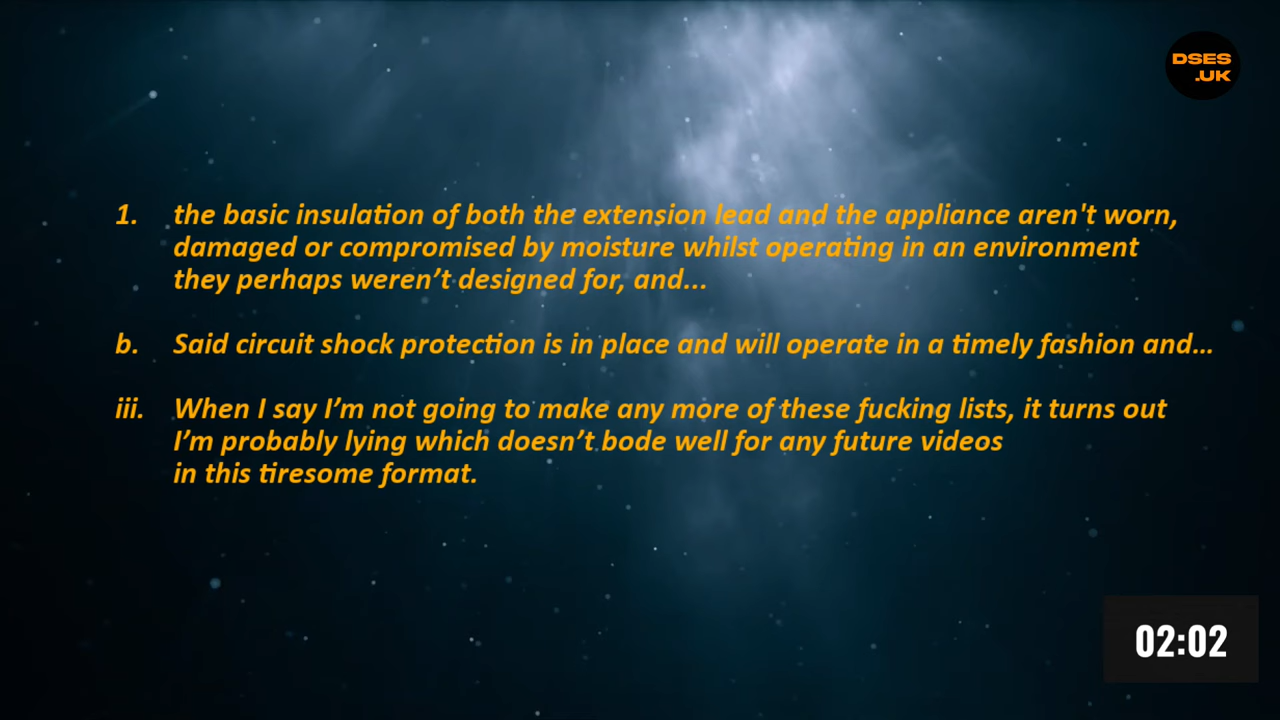 DSES
.UK
1. the basic insulation of both the extension lead and the appliance aren't worn,
damaged or compromised by moisture whilst operating in an environment
they perhaps weren’t designed for, and...
b. Said circuit shock protection is in place and will operate in a timely fashion and...
iii. When I say I’m not going to make any more of these fucking lists, it turns out
I’m probably lying which doesn’t bode well for any future videos
in this tiresome format.
02:02